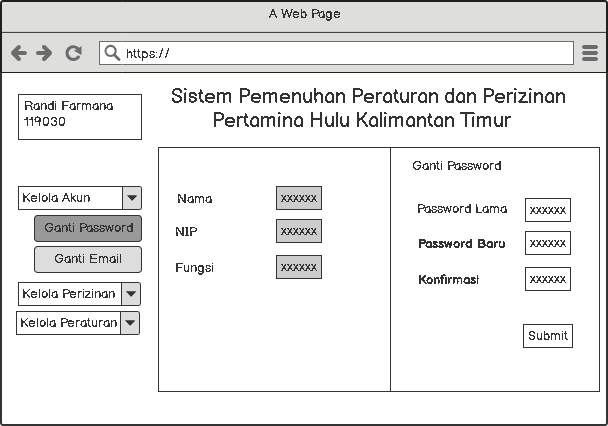 A Web Page
https://
Randi Farmana
119030
Sistem Pemenuhan Peraturan dan Perizinan
Pertamina Hulu Kalimantan Timur
Kelola Akun
Ganti Password
Ganti Email
Kelola Perizinan
Kelola Peraturan
Nama xxxxxx
NIP xxxxxx
Fungsi xxxxxx
Ganti Password
Password Lama xxxxxx
Password Baru xxxxxx
Konfirmasi xxxxxx
Submit